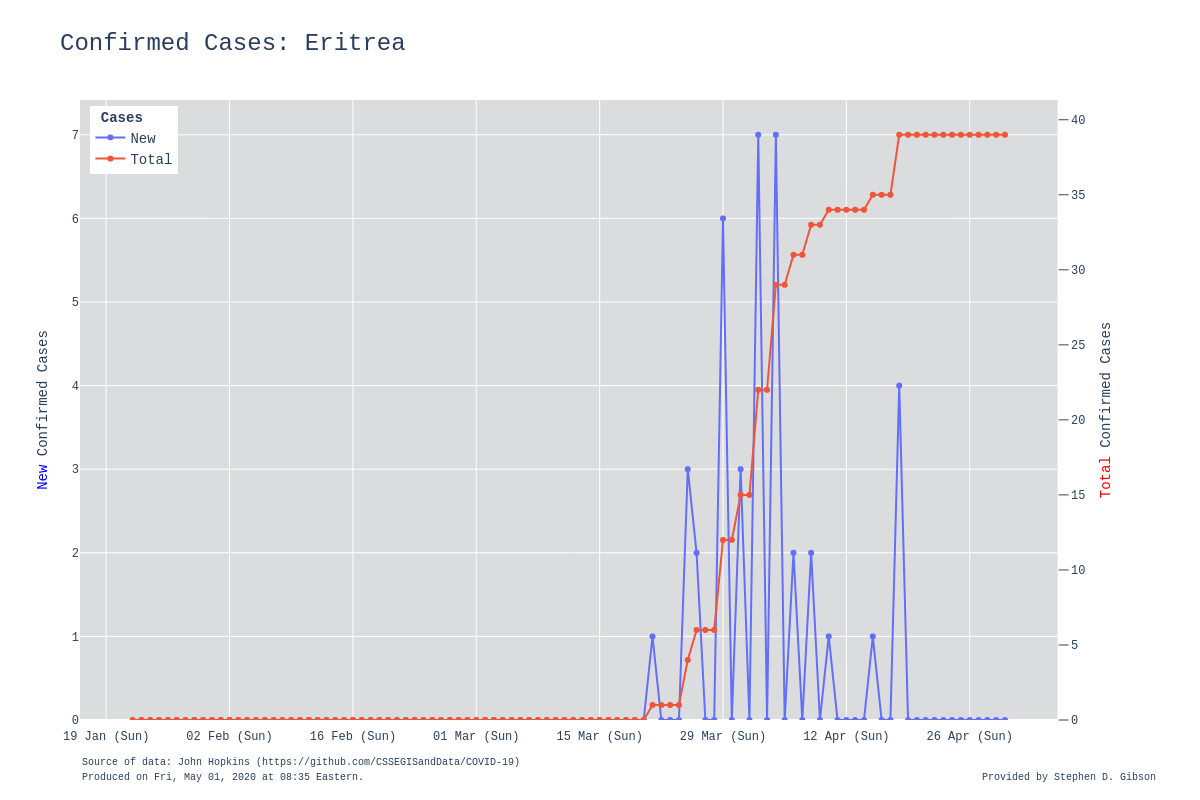 Confirmed Cases: Eritrea
Cases
New
Total
7
6
5
4
3
2
1
0
New Confirmed Cases
40
35
30
25
20
15
10
5
0
Total Confirmed Cases
19 Jan (Sun)
02 Feb (Sun)
16 Feb (Sun)
01 Mar (Sun)
15 Mar (Sun)
29 Mar (Sun)
12 Apr (Sun)
26 Apr (Sun)
Source of data: John Hopkins (https://github.com/CSSEGISandData/COVID-19)
Produced on Fri, May 01, 2020 at 08:35 Eastern.
Provided by Stephen D. Gibson